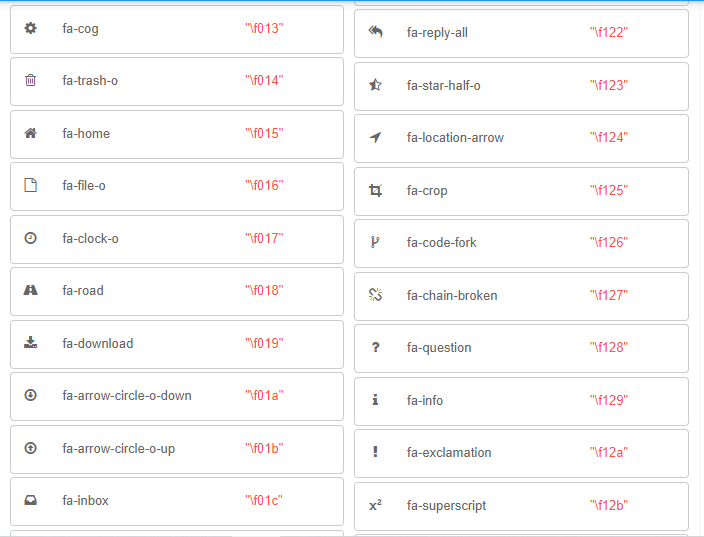 fa-cog "\f013"
fa-trash-o "\f014"
fa-home "\f015"
fa-file-o "\f016"
fa-clock-o "\f017"
fa-road "\f018"
fa-download "\f019"
fa-arrow-circle-o-down "\f01a"
fa-arrow-circle-o-up "\f01b"
fa-inbox "\f01c"
fa-reply-all "\f122"
fa-star-half-o "\f123"
fa-location-arrow "\f124"
fa-crop "\f125"
fa-code-fork "\f126"
fa-chain-broken "\f127"
? fa-question "\f128"
i fa-info "\f129"
! fa-exclamation "\f12a"
x² fa-superscript "\f12b"